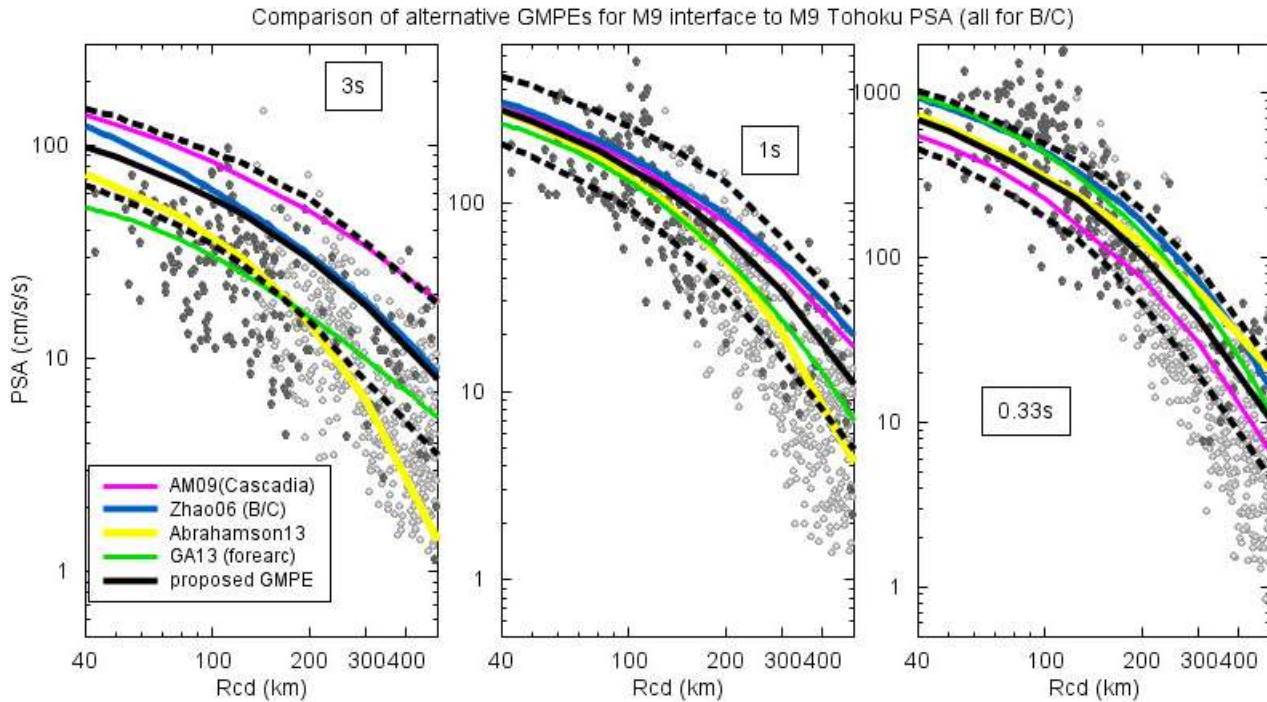 Comparison of alternative GMPEs for M9 interface to M9 Tohoku PSA (all for B/C)
3s
1s
0.33s
PSA (cm/s/s)
100
10
1
100
10
1
1000
100
10
1
AM09(Cascadia)
Zhao06 (B/C)
Abrahamson13
GA13 (forearc)
proposed GMPE
40 100 200 300400
40 100 200 300400
40 100 200 300400
Rcd (km)
Rcd (km)
Rcd (km)